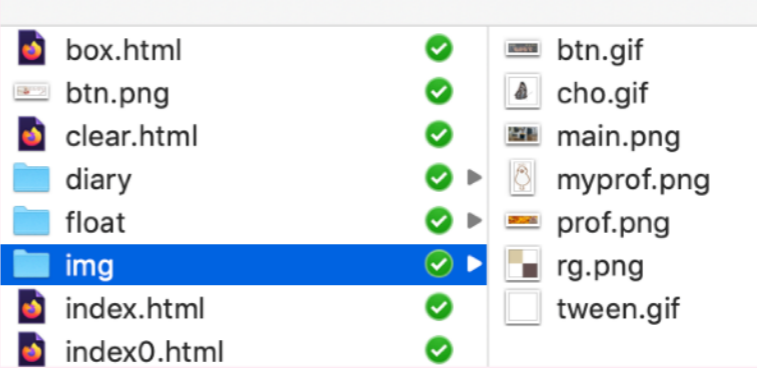 box.html
btn.png
clear.html
diary
float
img
index.html
index0.html
btn.gif
cho.gif
main.png
myprof.png
prof.png
rg.png
tween.gif